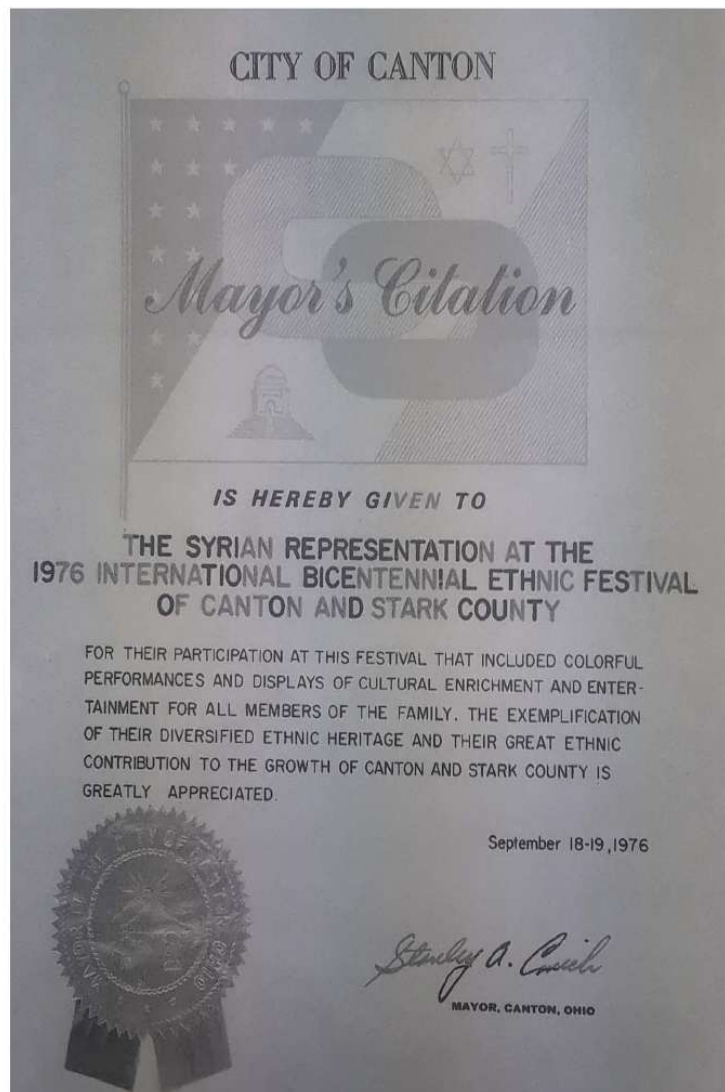 CITY OF CANTON
Mayor's Citation
IS HEREBY GIVEN TO
THE SYRIAN REPRESENTATION AT THE
1976 INTERNATIONAL BICENTENNIAL ETHNIC FESTIVAL
OF CANTON AND STARK COUNTY
FOR THEIR PARTICIPATION AT THIS FESTIVAL THAT INCLUDED COLORFUL
PERFORMANCES AND DISPLAYS OF CULTURAL ENRICHMENT AND ENTER-
TAINMENT FOR ALL MEMBERS OF THE FAMILY. THE EXEMPLIFICATION
OF THEIR DIVERSIFIED ETHNIC HERITAGE AND THEIR GREAT ETHNIC
CONTRIBUTION TO THE GROWTH OF CANTON AND STARK COUNTY IS
GREATLY APPRECIATED.
September 18-19, 1976
Stanley A. Cmich
MAYOR, CANTON, OHIO